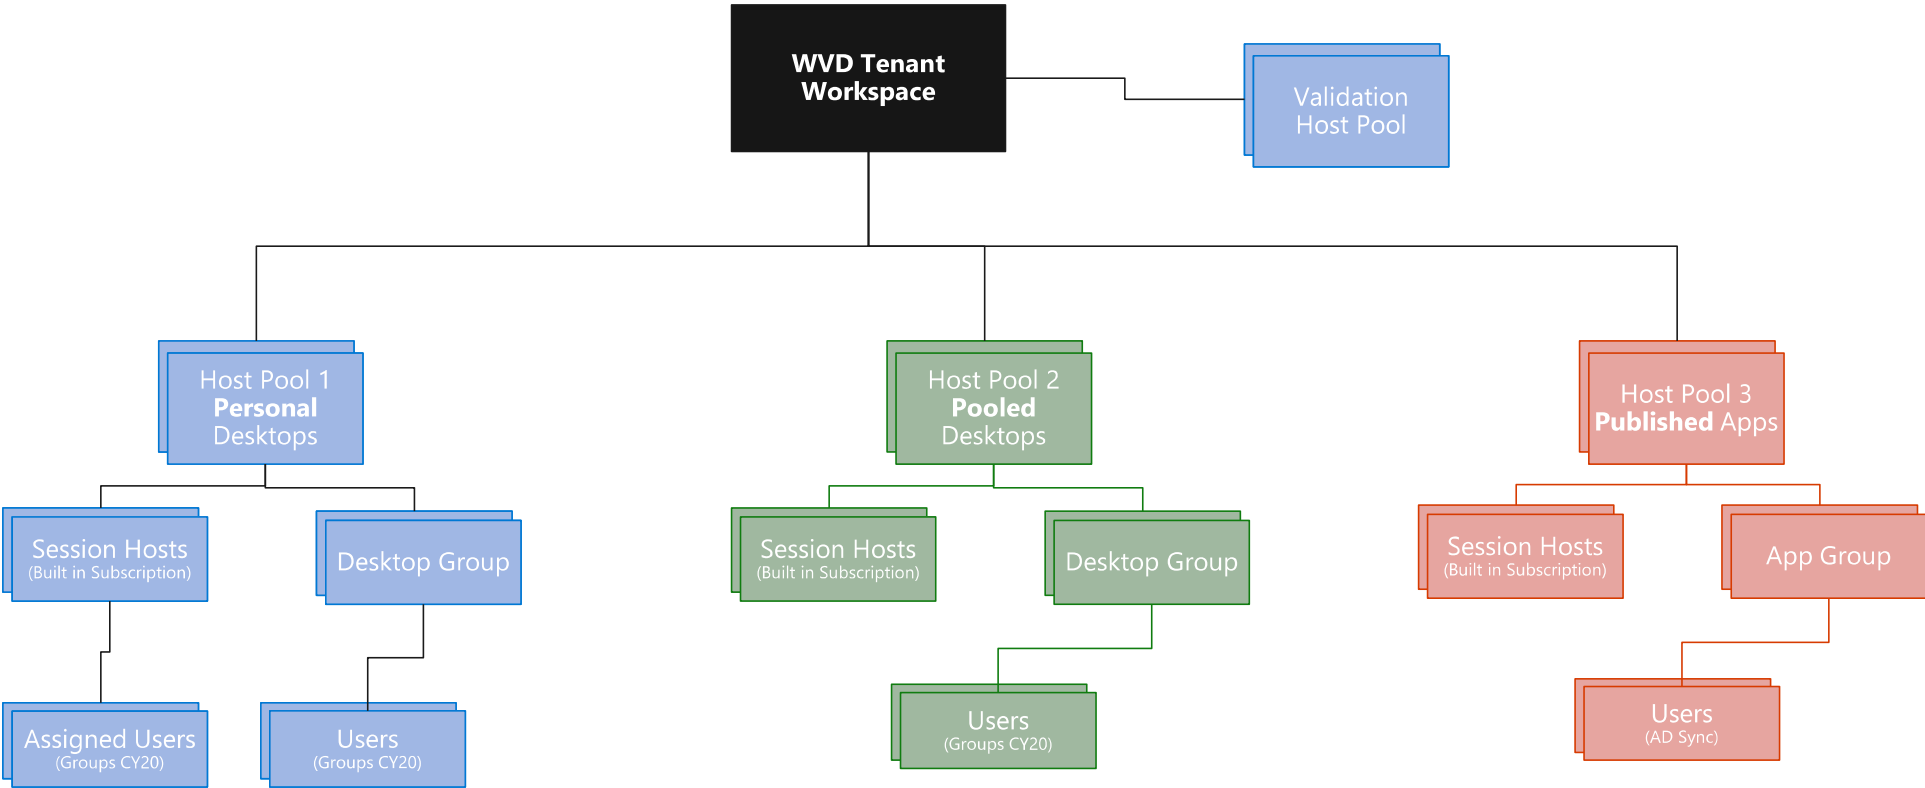 WVD Tenant
Workspace
Validation
Host Pool
Host Pool 1
Personal
Desktops
Host Pool 2
Pooled
Desktops
Host Pool 3
Published Apps
Session Hosts
(Built in Subscription)
Desktop Group
Session Hosts
(Built in Subscription)
Desktop Group
Session Hosts
(Built in Subscription)
App Group
Assigned Users
(Groups CY20)
Users
(Groups CY20)
Users
(Groups CY20)
Users
(AD Sync)